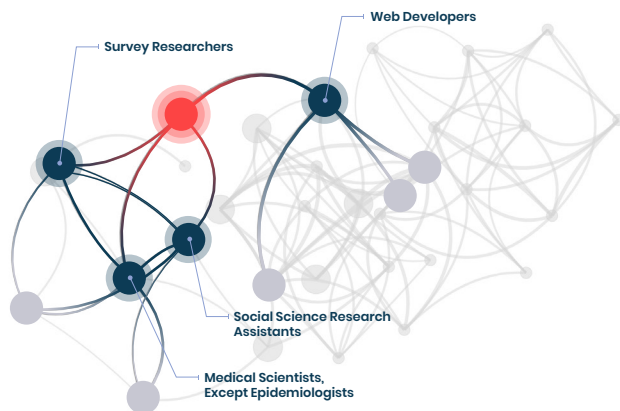 Web Developers
Survey Researchers
Social Science Research
Assistants
Medical Scientists,
Except Epidemiologists